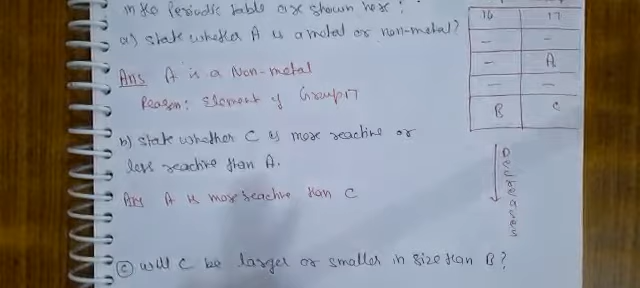 in the Periodic table are shown here :
a) state whether A is a metal or non-metal?
Ans A is a Non-metal
Reason: Element of Group 17
b) state whether C is more reactive or
less reactive than A.
Ans A is more reactive than C
c) will C be larger or smaller in size than B?
16 17
- -
- A
- -
B C
Decreases